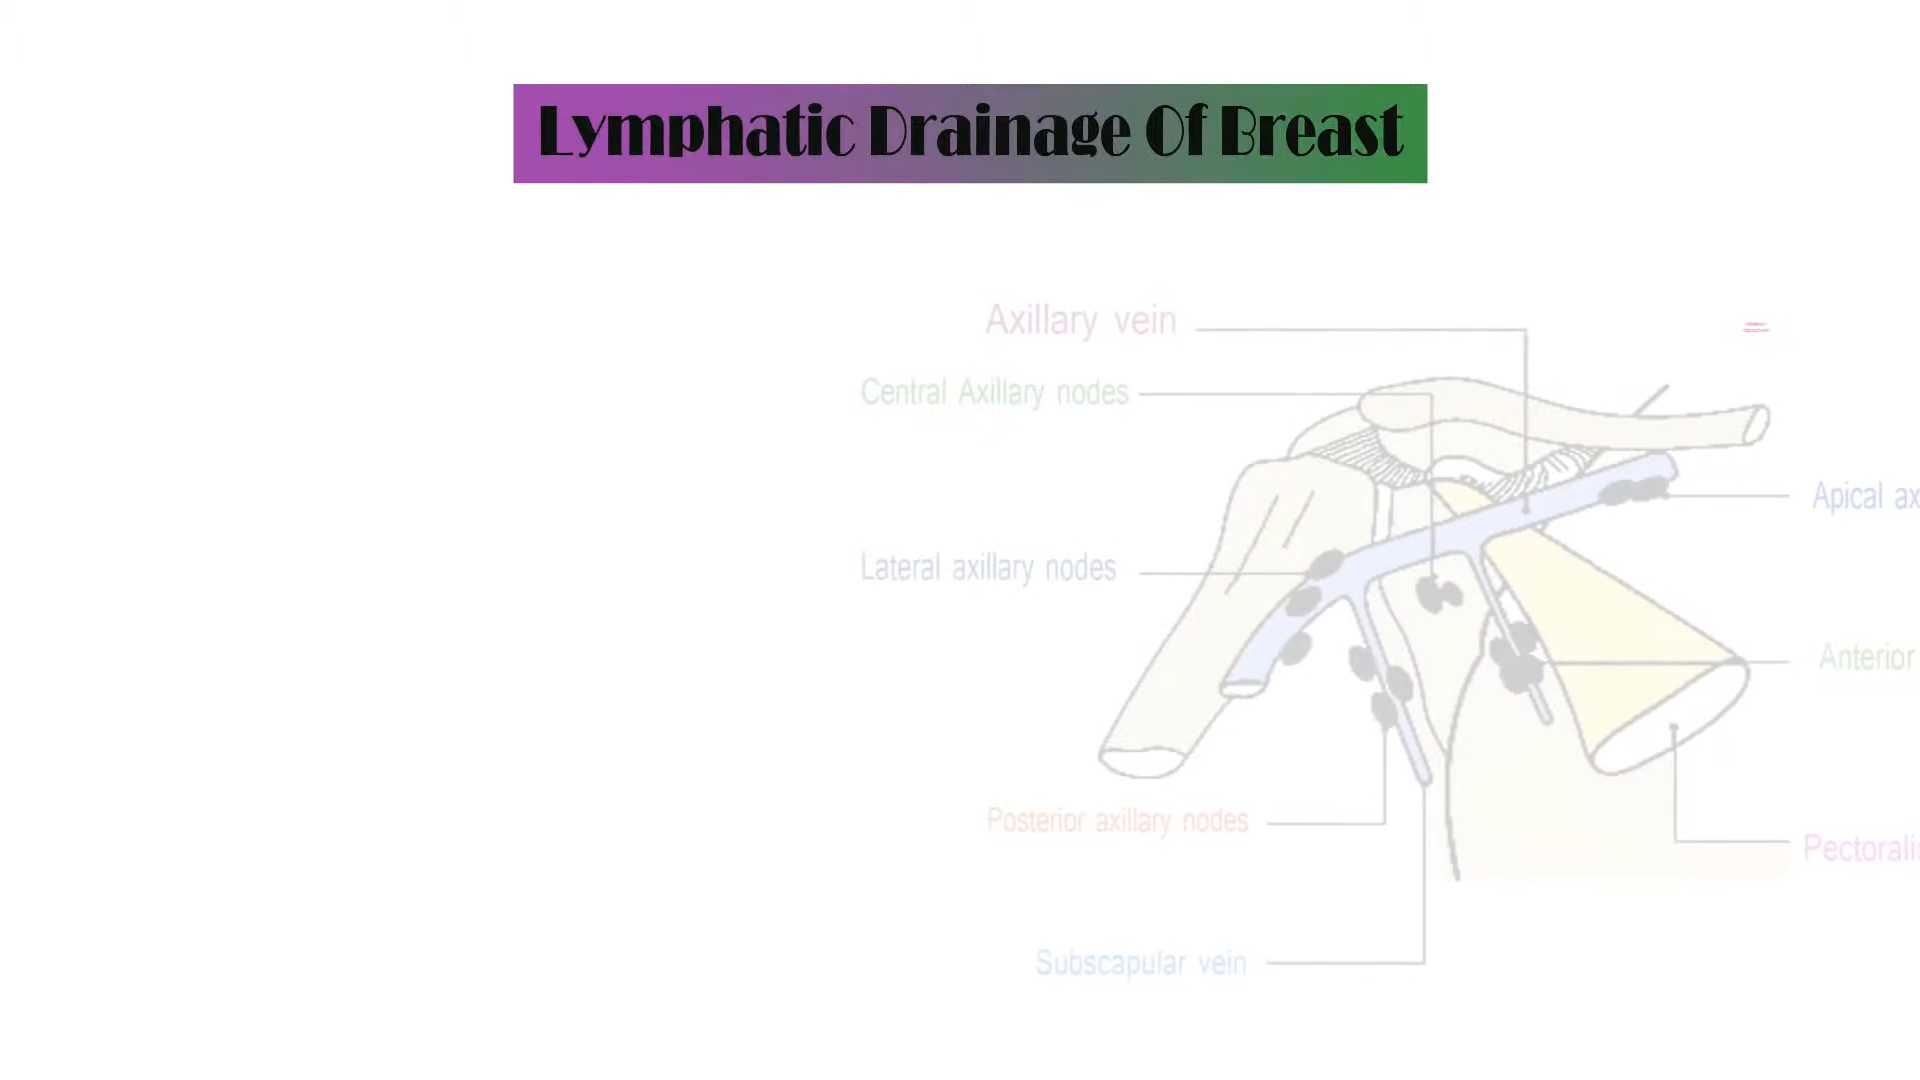 Lymphatic Drainage Of Breast
Axillary vein
Central Axillary nodes
Apical ax
Lateral axillary nodes
Anterior
Posterior axillary nodes
Pectoralis
Subscapular vein